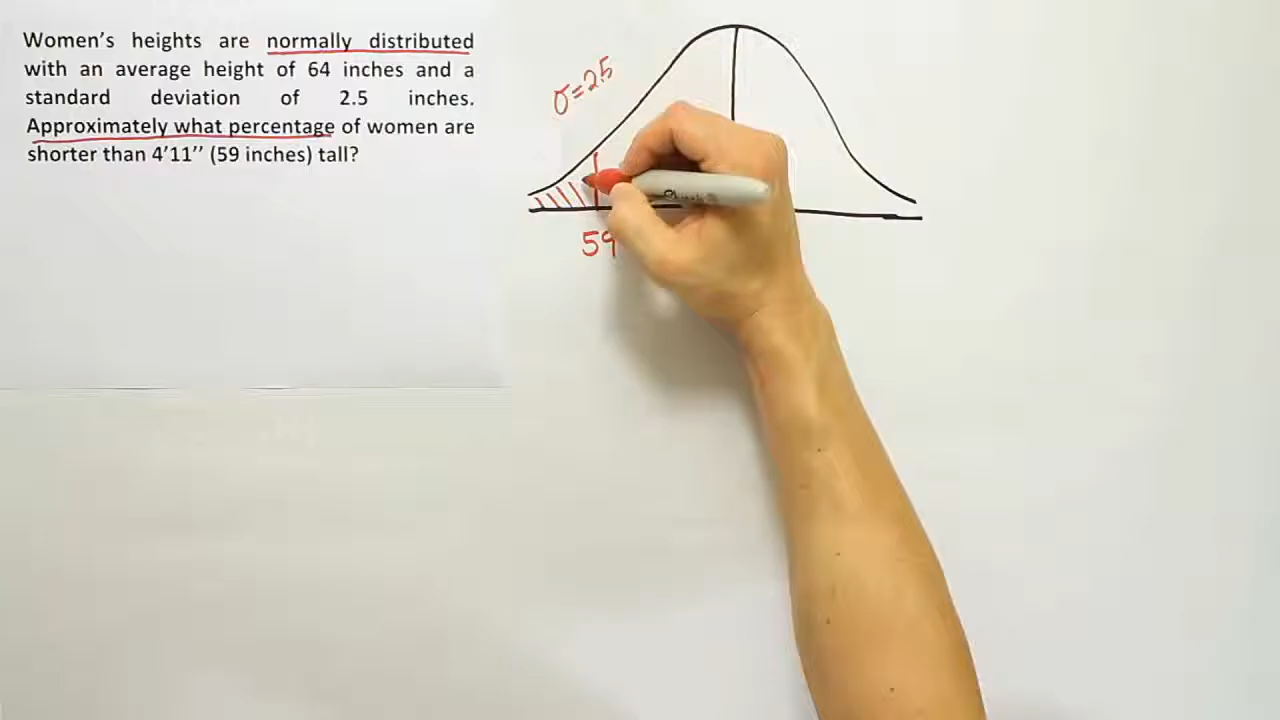 Women's heights are normally distributed
with an average height of 64 inches and a
standard deviation of 2.5 inches.
Approximately what percentage of women are
shorter than 4'11'' (59 inches) tall?
σ=2.5
59